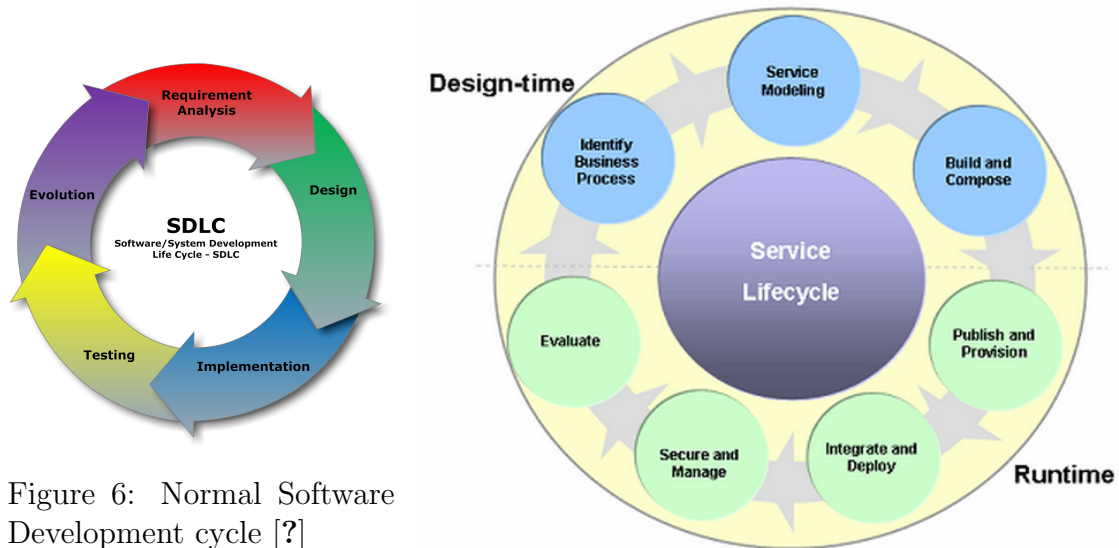 Requirement
Analysis
Design
Implementation
Testing
Evolution
SDLC
Software/System Development
Life Cycle - SDLC
Figure 6: Normal Software
Development cycle [?]
Design-time
Service
Modeling
Build and
Compose
Publish and
Provision
Integrate and
Deploy
Secure and
Manage
Evaluate
Identify
Business
Process
Service
Lifecycle
Runtime